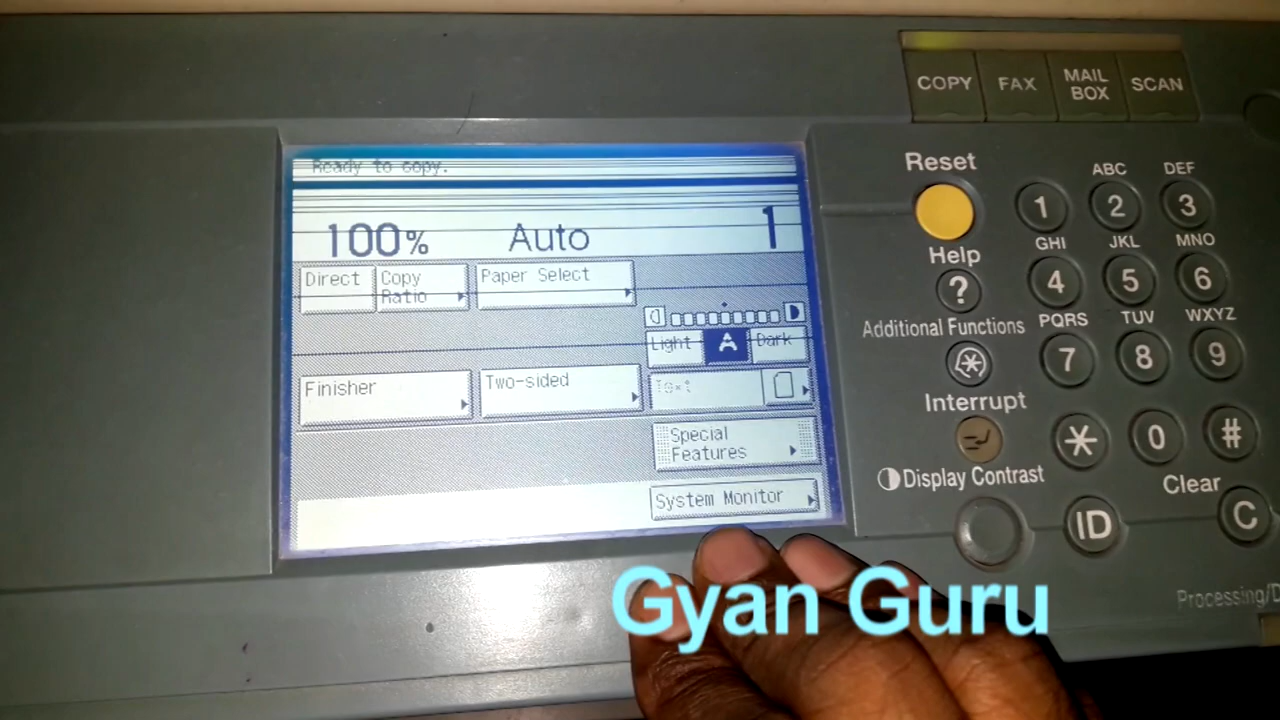 COPY FAX MAIL BOX SCAN
Ready to copy.
100% Auto 1
Direct Copy Ratio Paper Select
Light A Dark
Finisher Two-sided Text
Special Features
System Monitor
Reset
Help
?
Additional Functions
Interrupt
Display Contrast
1 ABC 2 DEF 3
GHI 4 JKL 5 MNO 6
PQRS 7 TUV 8 WXYZ 9
* 0 #
ID Clear C
Processing/D
Gyan Guru